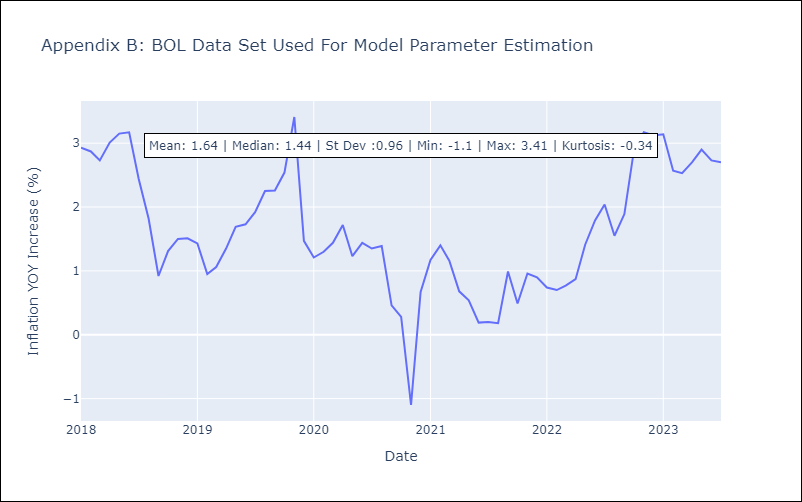 Appendix B: BOL Data Set Used For Model Parameter Estimation
Mean: 1.64 | Median: 1.44 | St Dev :0.96 | Min: -1.1 | Max: 3.41 | Kurtosis: -0.34
Inflation YOY Increase (%)
3
2
1
0
−1
2018 2019 2020 2021 2022 2023
Date